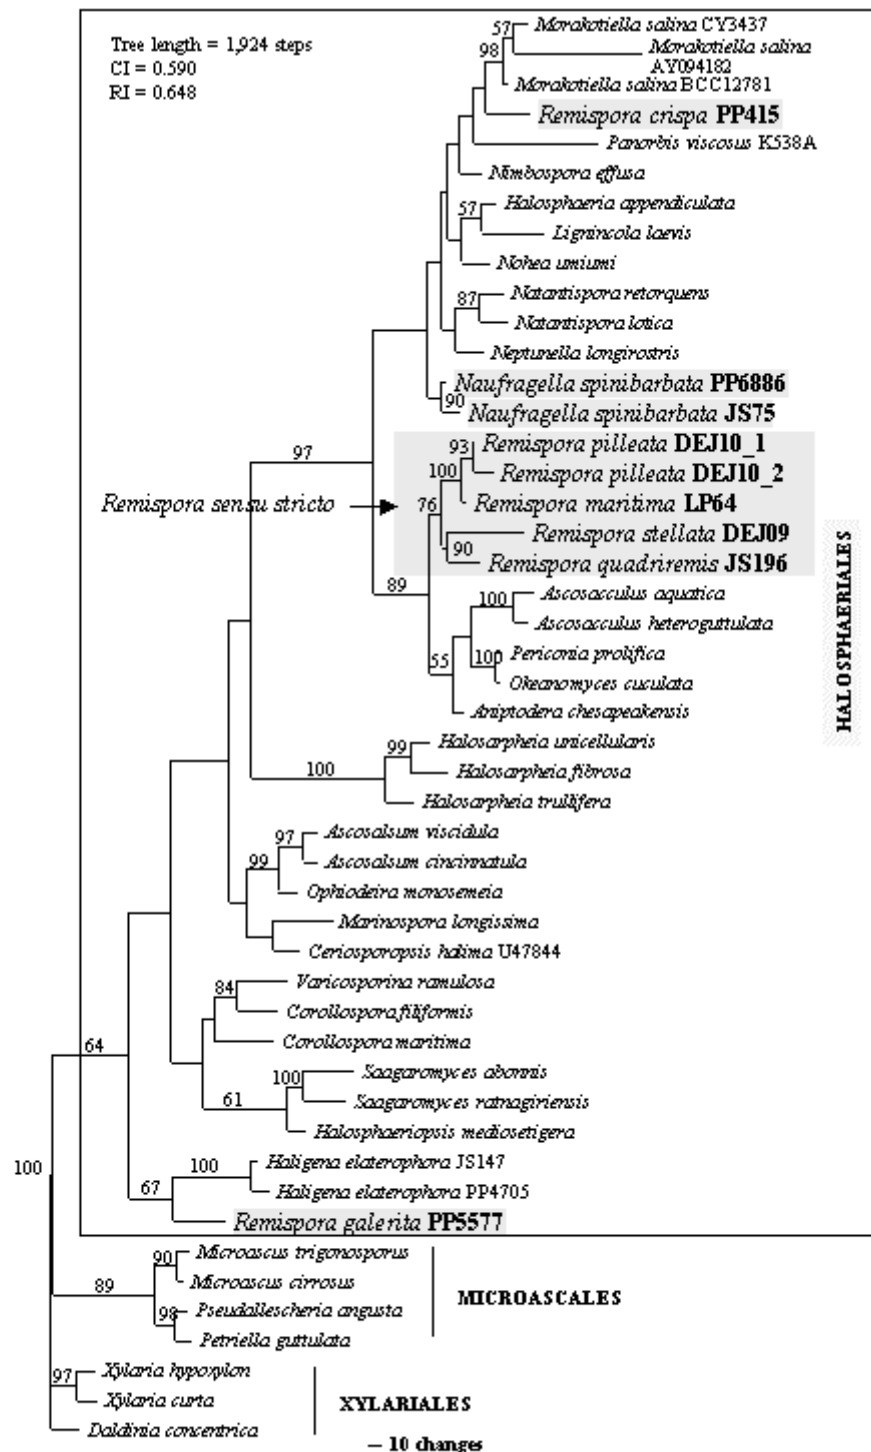 57
Morakotiella salina CY3437
Tree length = 1,924 steps
CI = 0.590
RI = 0.648
98
Morakotiella salina
AY094182
Morakotiella salina BCC12781
Remispora crispa PP415
Panorbis viscosus K538A
Nimbospora effusa
Halosphaeria appendiculata
57
Lignincola laevis
Nohea umiumi
Natantispora retorquens
87
Natantispora lotica
Neptunella longirostris
Naufragella spinibarbata PP6886
90
Naufragella spinibarbata JS75
Remispora pilleata DEJ10_1
93
97
100
Remispora pilleata DEJ10_2
Remispora sensu stricto
76
Remispora maritima LP64
Remispora stellata DEJ09
90
Remispora quadriremis JS196
89
100
Ascosacculus aquatica
Ascosacculus heteroguttulata
Periconia prolifica
55
100
Okeanomyces cuculata
Aniptodera chesapeakensis
HALOSPHAERIALES
Halosarpheia unicellularis
99
100
Halosarpheia fibrosa
Halosarpheia trullifera
Ascosalsum viscidula
97
99
Ascosalsum cincinnatula
Ophiodeira monosemeia
Marinospora longissima
Ceriosporopsis halima U47844
Varicosporina ramulosa
84
Corollospora filiformis
Corollospora maritima
64
Saagaromyces abonnis
100
61
Saagaromyces ratnagiriensis
Halosphaeriopsis mediosetigera
100
100
Haligena elaterophora JS147
67
Haligena elaterophora PP4705
Remispora galerita PP5577
Microascus trigonosporus
90
89
Microascus cirrosus
MICROASCALES
Pseudallescheria angusta
98
Petriella guttulata
Xylaria hypoxylon
97
Xylaria curta
XYLARIALES
Daldinia concentrica
10 changes